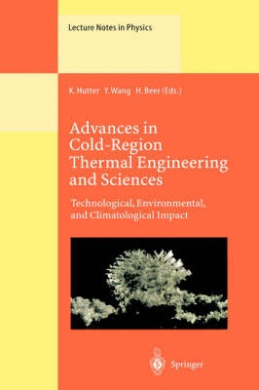 Lecture Notes in Physics
K. Hutter Y. Wang H. Beer (Eds.)
Advances in
Cold-Region
Thermal Engineering
and Sciences
Technological, Environmental,
and Climatological Impact
Springer